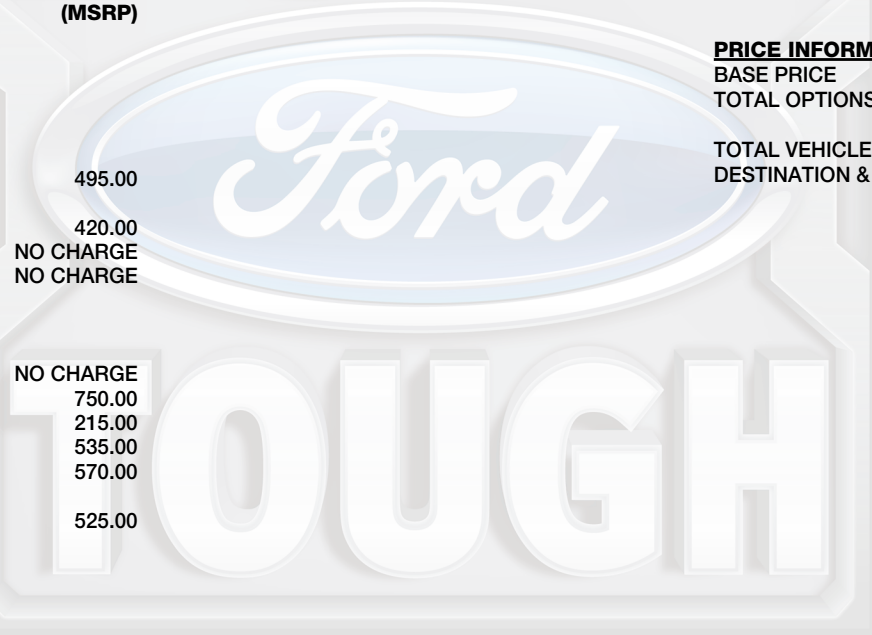 (MSRP)
495.00
420.00
NO CHARGE
NO CHARGE
NO CHARGE
750.00
215.00
535.00
570.00
525.00
PRICE INFORM
BASE PRICE
TOTAL OPTIONS
TOTAL VEHICLE
DESTINATION &
Ford
TOUGH